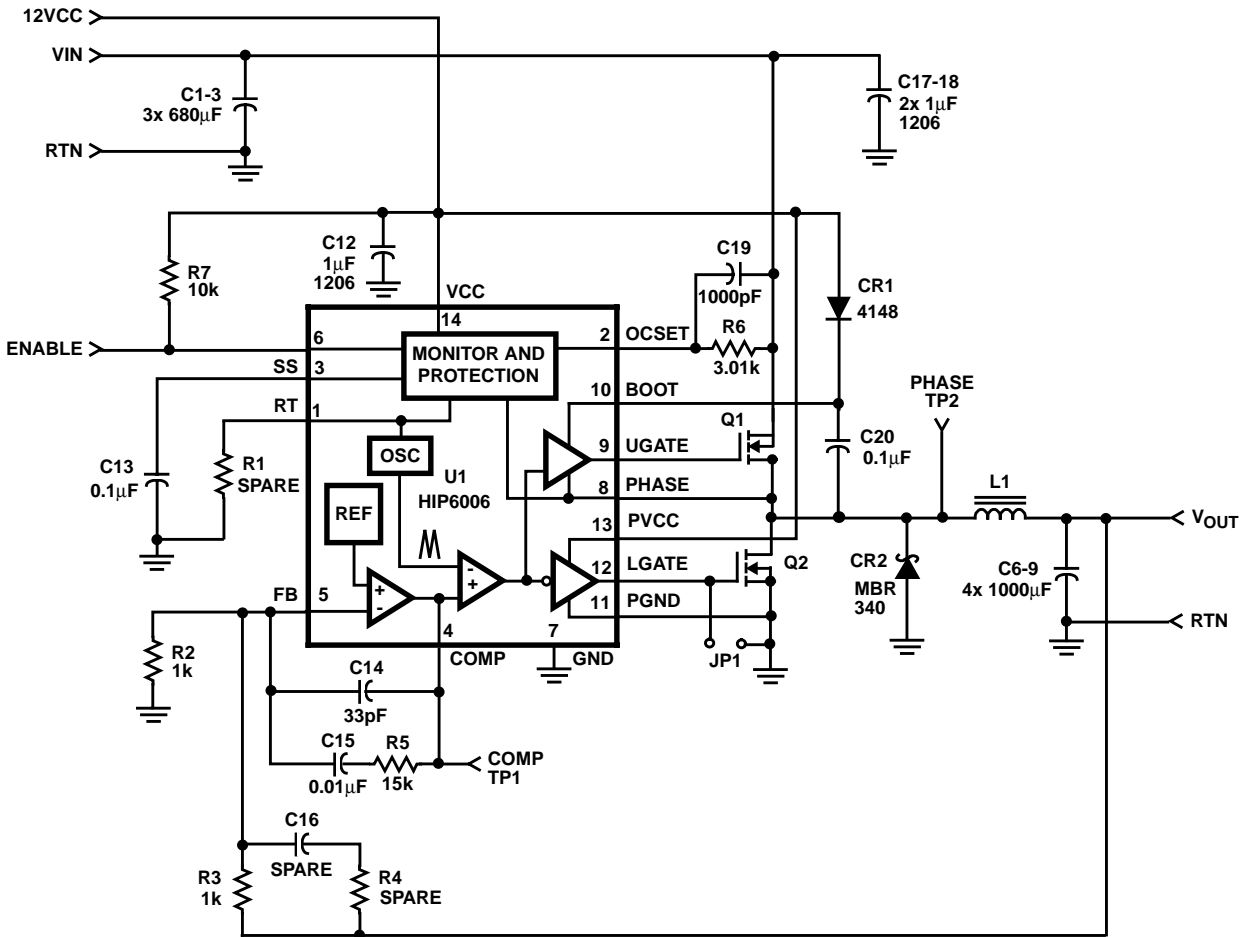 12VCC
VIN
C1-3
3x 680µF
RTN
C17-18
2x 1µF
1206
R7
10k
C12
1µF
1206
VCC
14
C19
1000pF
CR1
4148
ENABLE
6
MONITOR AND
PROTECTION
2
OCSET
R6
3.01k
SS
3
10
BOOT
PHASE
TP2
RT
1
OSC
Q1
9
UGATE
C20
0.1µF
C13
0.1µF
R1
SPARE
U1
HIP6006
8
PHASE
L1
REF
13
PVCC
VOUT
- +
12
LGATE
Q2
CR2
MBR
340
C6-9
4x 1000µF
FB
5
+ -
11
PGND
RTN
4
COMP
7
GND
JP1
R2
1k
C14
33pF
C15
0.01µF
R5
15k
COMP
TP1
C16
SPARE
R3
1k
R4
SPARE